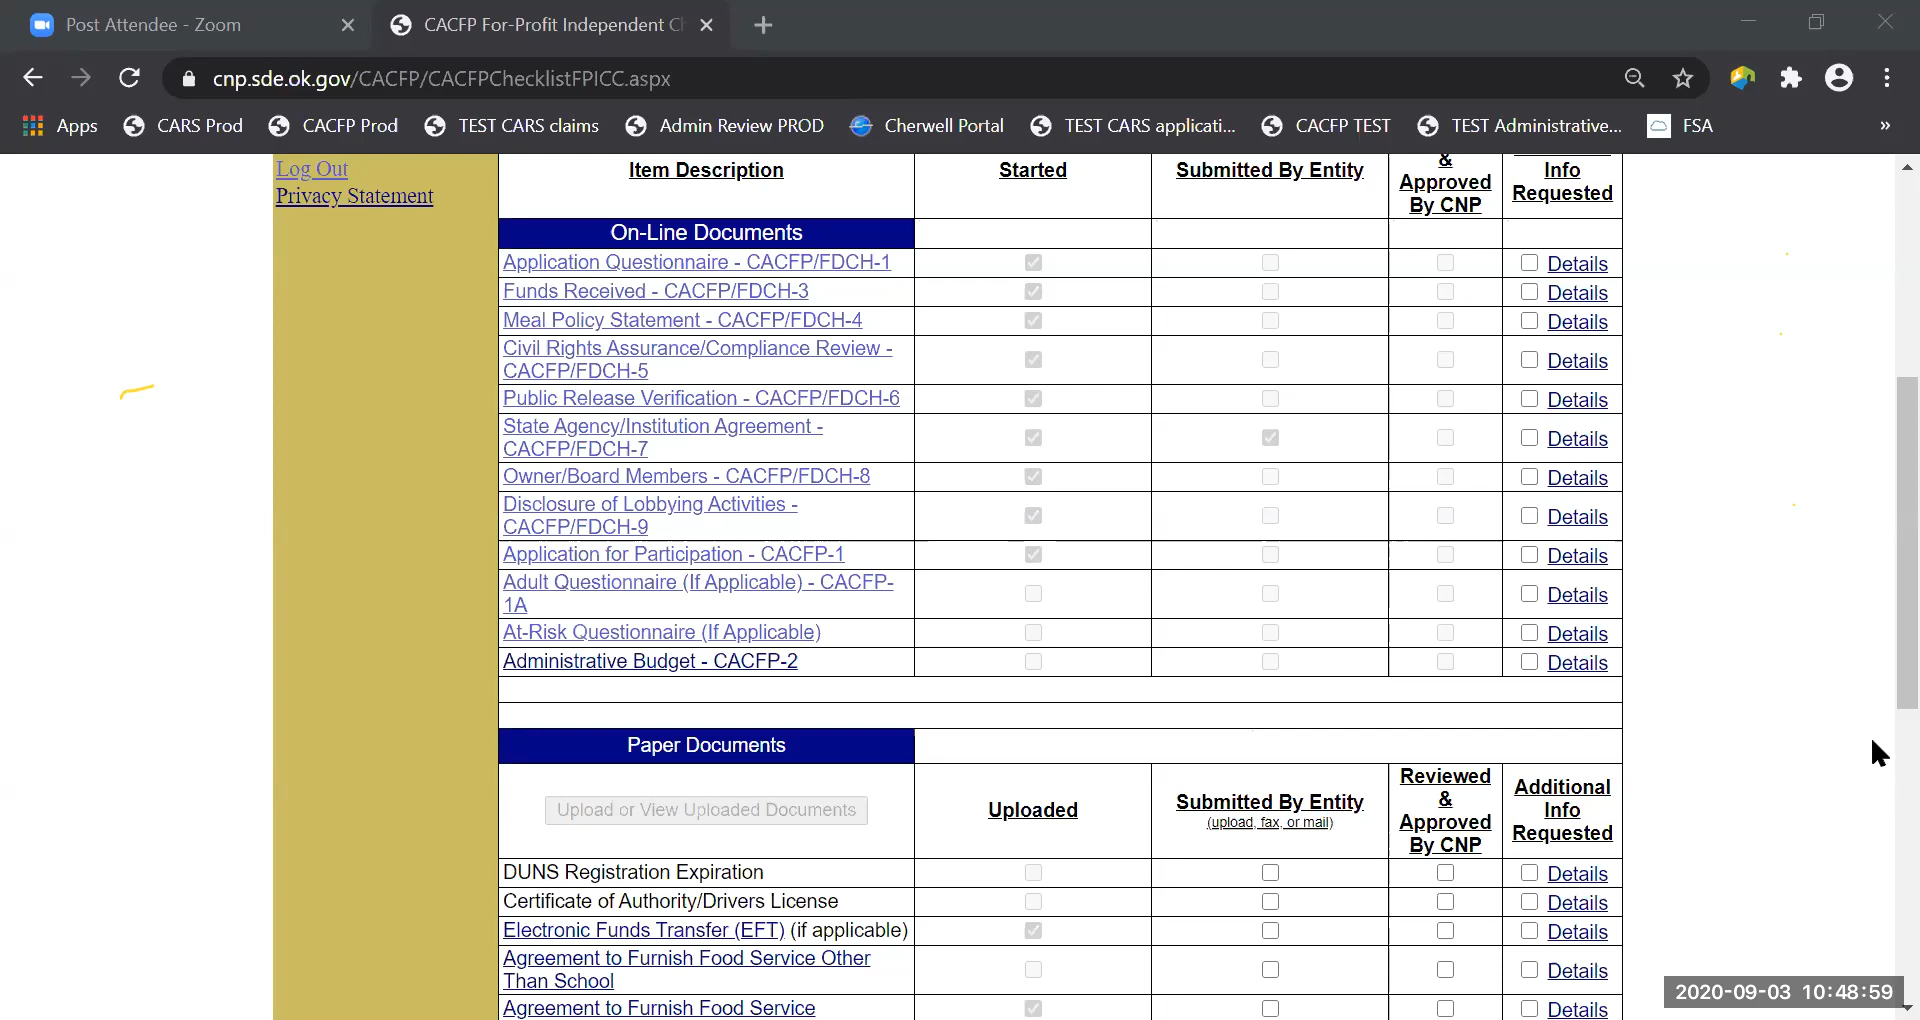 Post Attendee - Zoom
CACFP For-Profit Independent C
cnp.sde.ok.gov/CACFP/CACFPChecklistFPICC.aspx
Apps CARS Prod CACFP Prod TEST CARS claims Admin Review PROD Cherwell Portal TEST CARS applicati... CACFP TEST TEST Administrative... FSA »
Log Out
Privacy Statement
Item Description Started Submitted By Entity & Approved By CNP Info Requested
On-Line Documents
Application Questionnaire - CACFP/FDCH-1 Details
Funds Received - CACFP/FDCH-3 Details
Meal Policy Statement - CACFP/FDCH-4 Details
Civil Rights Assurance/Compliance Review -
CACFP/FDCH-5 Details
Public Release Verification - CACFP/FDCH-6 Details
State Agency/Institution Agreement -
CACFP/FDCH-7 Details
Owner/Board Members - CACFP/FDCH-8 Details
Disclosure of Lobbying Activities -
CACFP/FDCH-9 Details
Application for Participation - CACFP-1 Details
Adult Questionnaire (If Applicable) - CACFP-
1A Details
At-Risk Questionnaire (If Applicable) Details
Administrative Budget - CACFP-2 Details
Paper Documents
Upload or View Uploaded Documents
Uploaded
Submitted By Entity
(upload, fax, or mail)
Reviewed
&
Approved
By CNP
Additional
Info
Requested
DUNS Registration Expiration Details
Certificate of Authority/Drivers License Details
Electronic Funds Transfer (EFT) (if applicable) Details
Agreement to Furnish Food Service Other
Than School Details
Agreement to Furnish Food Service Details
2020-09-03 10:48:59